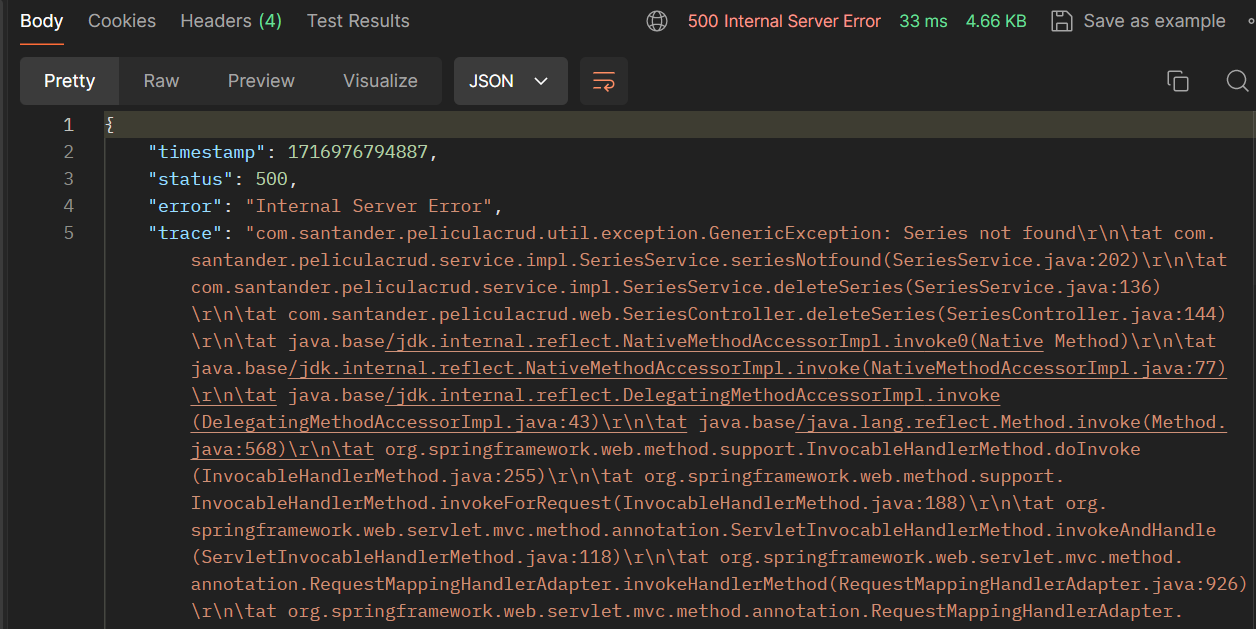 Body Cookies Headers (4) Test Results 500 Internal Server Error 33 ms 4.66 KB Save as example
Pretty Raw Preview Visualize JSON
1 {
2 "timestamp": 1716976794887,
3 "status": 500,
4 "error": "Internal Server Error",
5 "trace": "com.santander.peliculacrud.util.exception.GenericException: Series not found\r\n\tat com.
santander.peliculacrud.service.impl.SeriesService.seriesNotfound(SeriesService.java:202)\r\n\tat
com.santander.peliculacrud.service.impl.SeriesService.deleteSeries(SeriesService.java:136)
\r\n\tat com.santander.peliculacrud.web.SeriesController.deleteSeries(SeriesController.java:144)
\r\n\tat java.base/jdk.internal.reflect.NativeMethodAccessorImpl.invoke0(Native Method)\r\n\tat
java.base/jdk.internal.reflect.NativeMethodAccessorImpl.invoke(NativeMethodAccessorImpl.java:77)
\r\n\tat java.base/jdk.internal.reflect.DelegatingMethodAccessorImpl.invoke
(DelegatingMethodAccessorImpl.java:43)\r\n\tat java.base/java.lang.reflect.Method.invoke(Method.
java:568)\r\n\tat org.springframework.web.method.support.InvocableHandlerMethod.doInvoke
(InvocableHandlerMethod.java:255)\r\n\tat org.springframework.web.method.support.
InvocableHandlerMethod.invokeForRequest(InvocableHandlerMethod.java:188)\r\n\tat org.
springframework.web.servlet.mvc.method.annotation.ServletInvocableHandlerMethod.invokeAndHandle
(ServletInvocableHandlerMethod.java:118)\r\n\tat org.springframework.web.servlet.mvc.method.
annotation.RequestMappingHandlerAdapter.invokeHandlerMethod(RequestMappingHandlerAdapter.java:926)
\r\n\tat org.springframework.web.servlet.mvc.method.annotation.RequestMappingHandlerAdapter.